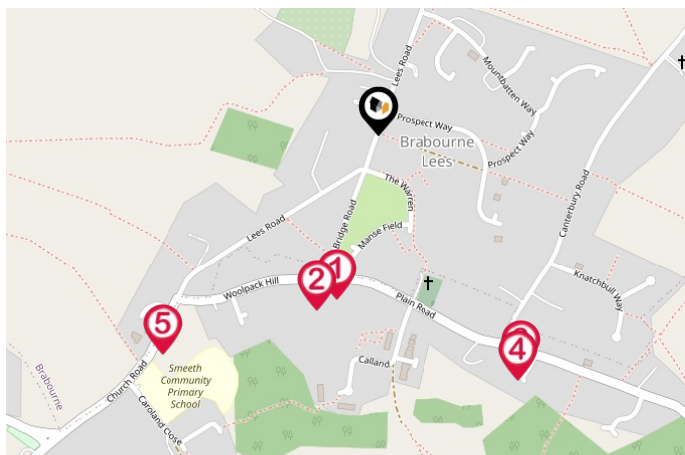 Lees Road
Mountbatten Way
Prospect Way
Brabourne
Lees
Prospect Way
The Warren
Canterbury Road
Bridge Road
Lees Road
Manse Field
1
2
Woolpack Hill
Knatchbull Way
Plain Road
5
4
Calland
Smeeth
Community
Primary
School
Brabourne
Church Road
Caroland Close